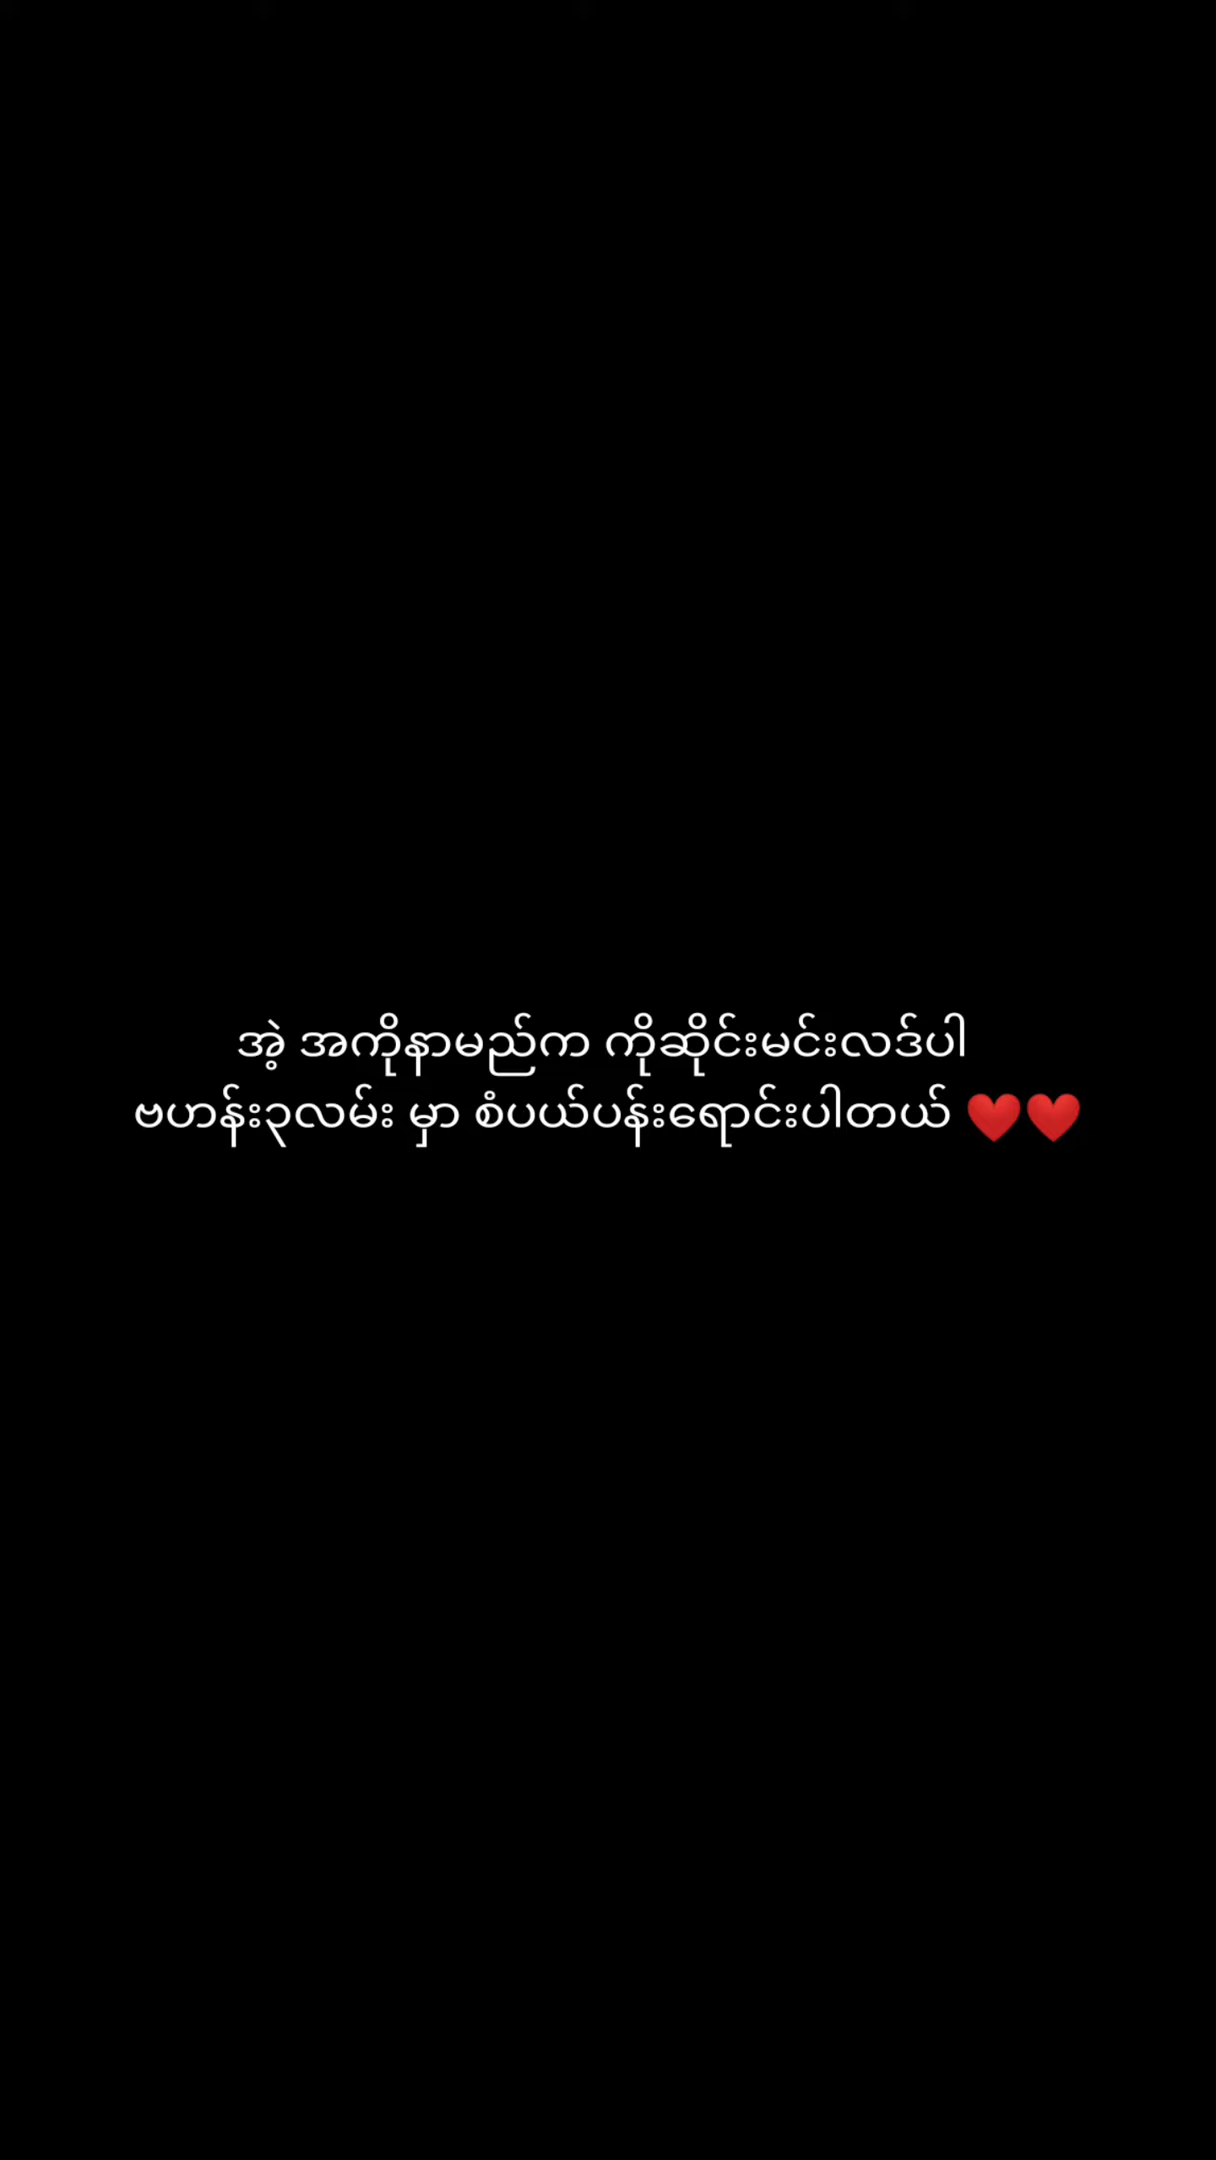 အဲ့ အကိုနာမည်က ကိုဆိုင်းမင်းလဒ်ပါ
ဗဟန်း၃လမ်း မှာ စံပယ်ပန်းရောင်းပါတယ် ❤️❤️